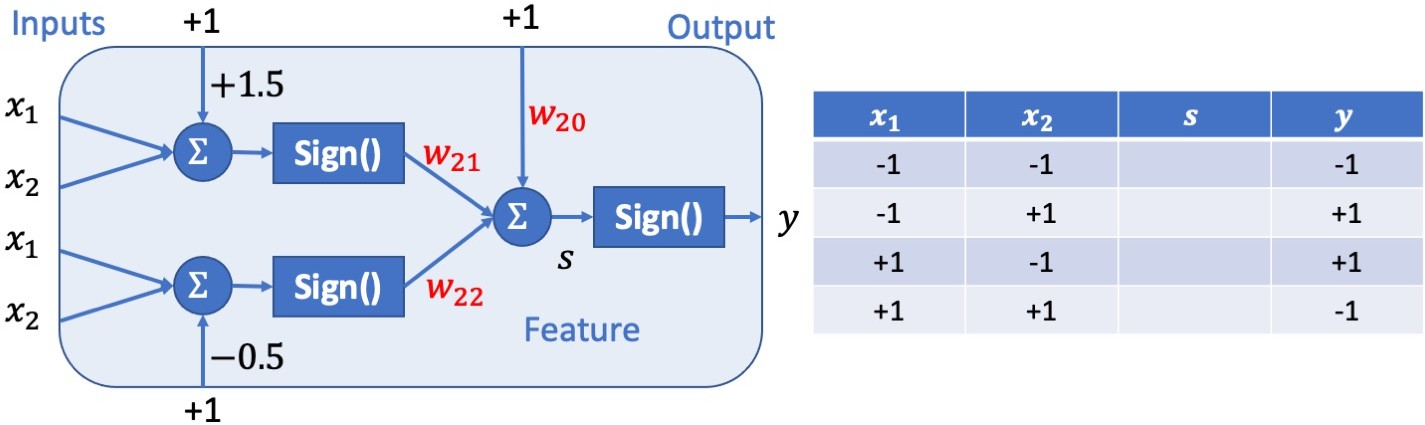 Inputs
+1
+1
Output
+1.5
x₁
x₂
Σ
Sign()
w₂₁
w₂₀
Σ
Sign()
y
s
x₁
x₂
Σ
Sign()
w₂₂
Feature
−0.5
+1
x₁ x₂ s y
-1 -1 -1
-1 +1 +1
+1 -1 +1
+1 +1 -1